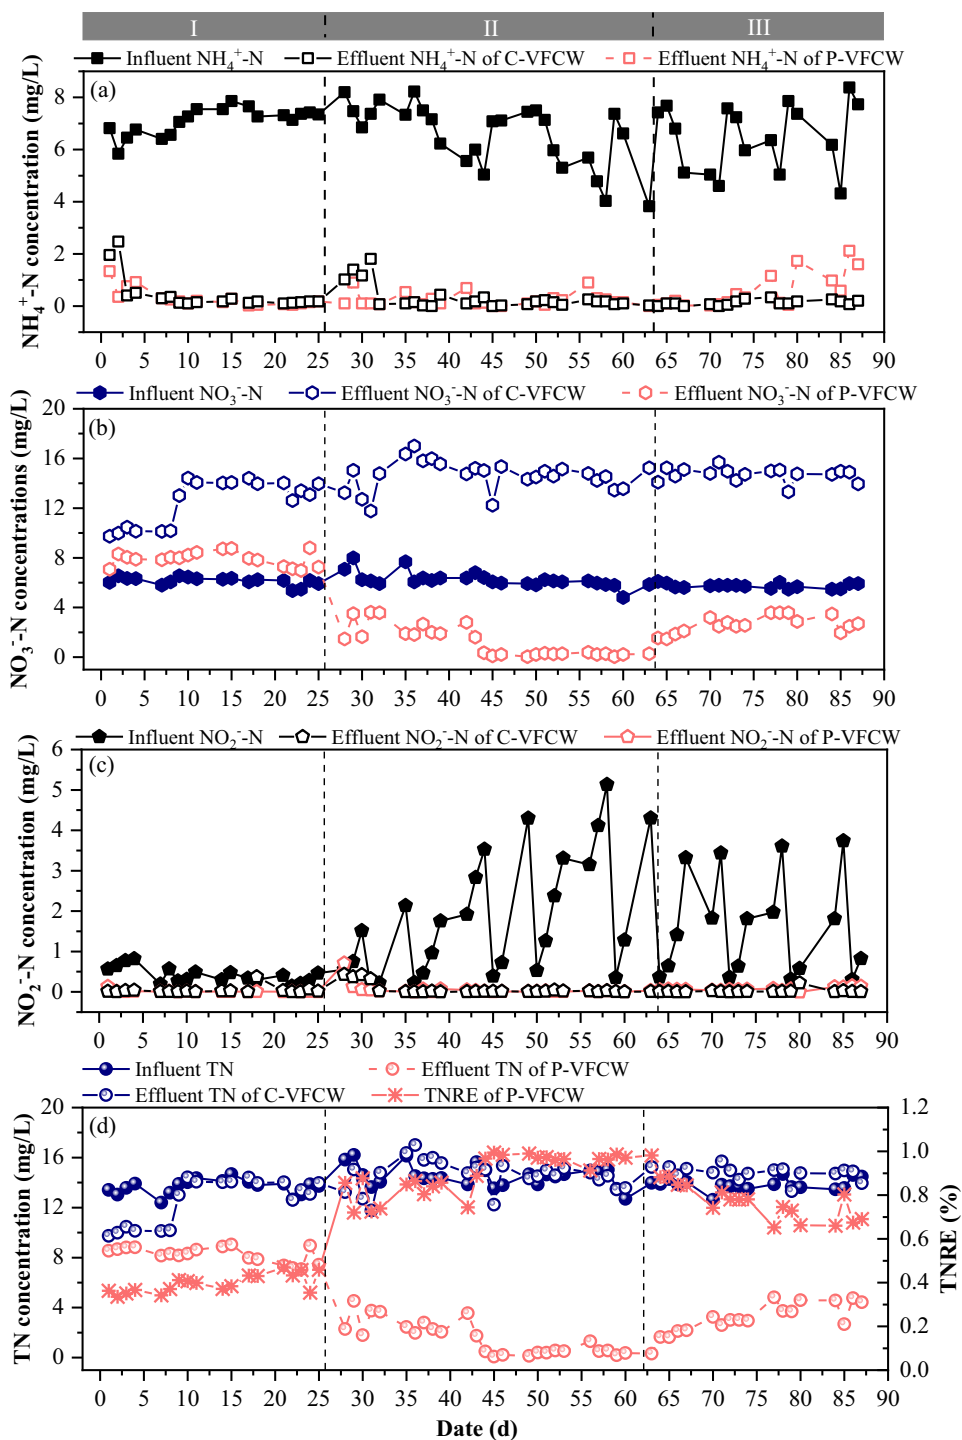 I II III
Influent NH₄⁺-N Effluent NH₄⁺-N of C-VFCW Effluent NH₄⁺-N of P-VFCW
(a)
NH₄⁺-N concentration (mg/L)
8
6
4
2
0
0 5 10 15 20 25 30 35 40 45 50 55 60 65 70 75 80 85 90
Influent NO₃⁻-N Effluent NO₃⁻-N of C-VFCW Effluent NO₃⁻-N of P-VFCW
(b)
NO₃⁻-N concentrations (mg/L)
20
16
12
8
4
0
0 5 10 15 20 25 30 35 40 45 50 55 60 65 70 75 80 85 90
Influent NO₂⁻-N Effluent NO₂⁻-N of C-VFCW Effluent NO₂⁻-N of P-VFCW
(c)
NO₂⁻-N concentration (mg/L)
6
5
4
3
2
1
0
0 5 10 15 20 25 30 35 40 45 50 55 60 65 70 75 80 85 90
Influent TN Effluent TN of P-VFCW
Effluent TN of C-VFCW TNRE of P-VFCW
(d)
TN concentration (mg/L)
20
16
12
8
4
0
1.2
1.0
0.8
0.6
0.4
0.2
0.0
TNRE (%)
0 5 10 15 20 25 30 35 40 45 50 55 60 65 70 75 80 85 90
Date (d)